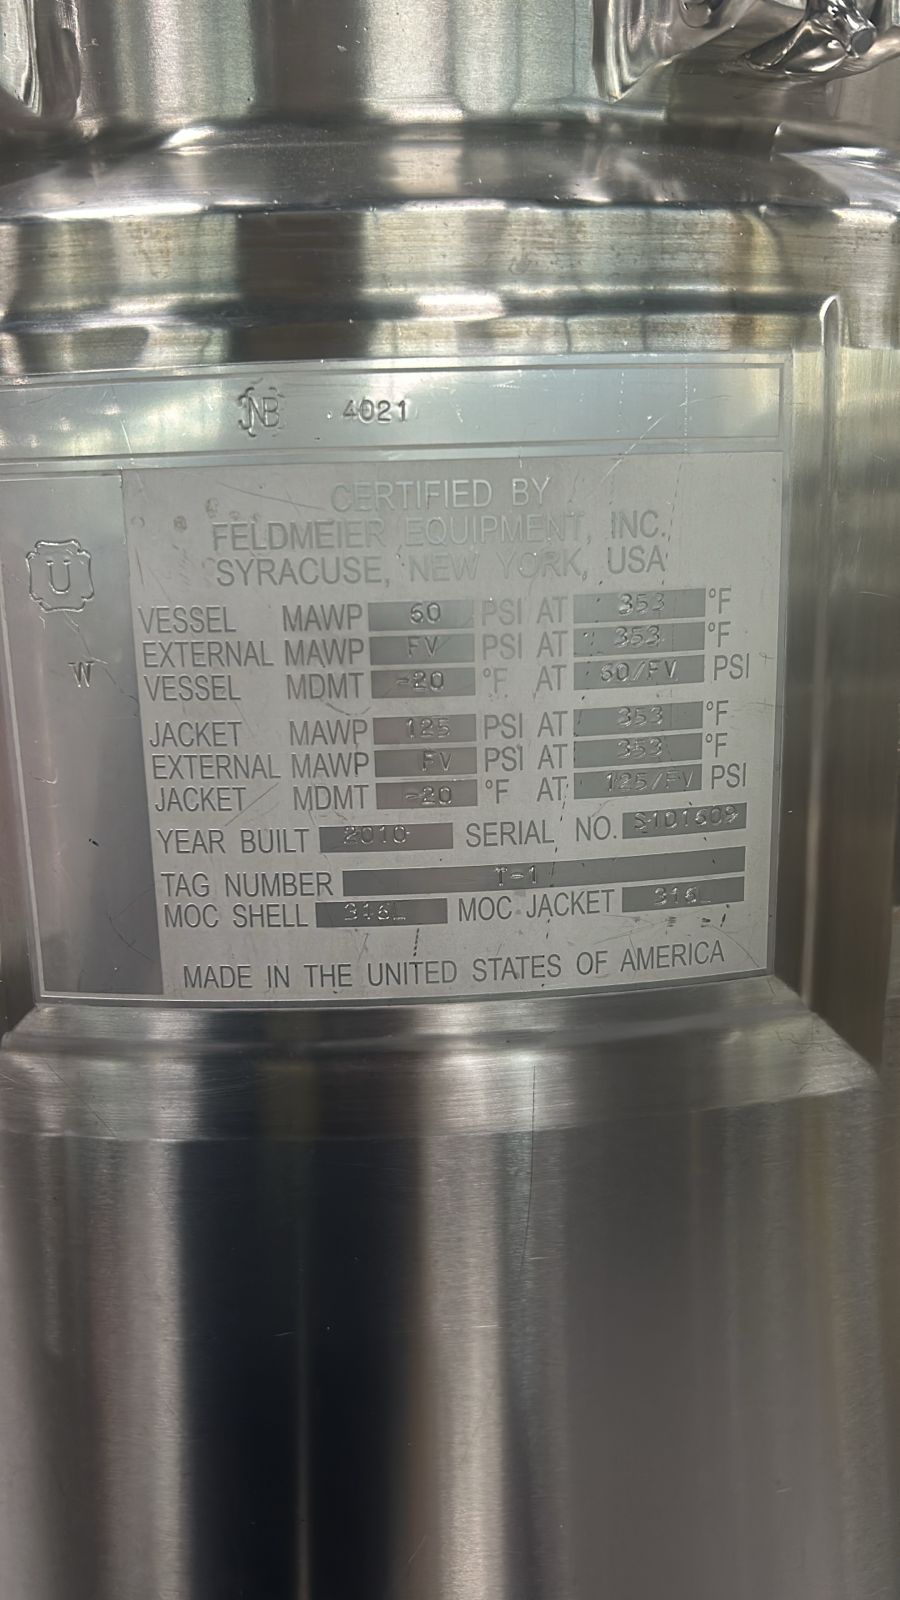 NB 4021
CERTIFIED BY
FELDMEIER EQUIPMENT, INC.
SYRACUSE, NEW YORK, USA
U
W
VESSEL MAWP 60 PSI AT 353 °F
EXTERNAL MAWP FV PSI AT 353 °F
VESSEL MDMT -20 °F AT 60/FV PSI
JACKET MAWP 125 PSI AT 353 °F
EXTERNAL MAWP FV PSI AT 353 °F
JACKET MDMT -20 °F AT 125/FV PSI
YEAR BUILT 2010 SERIAL NO. S101609
TAG NUMBER T-1
MOC SHELL 316L MOC JACKET 316L
MADE IN THE UNITED STATES OF AMERICA